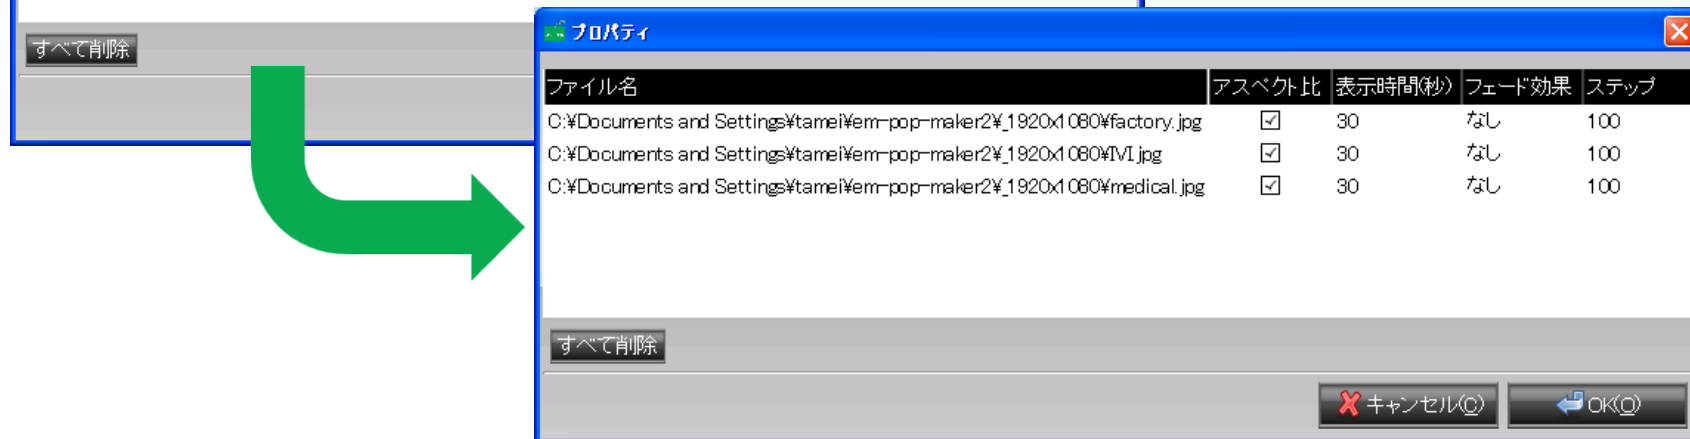 すべて削除
プロパティ
ファイル名 アスペクト比 表示時間(秒) フェード効果 ステップ
C:¥Documents and Settings¥tamei¥em-pop-maker2¥_1920x1080¥factory.jpg 30 なし 100
C:¥Documents and Settings¥tamei¥em-pop-maker2¥_1920x1080¥IVI.jpg 30 なし 100
C:¥Documents and Settings¥tamei¥em-pop-maker2¥_1920x1080¥medical.jpg 30 なし 100
すべて削除
キャンセル(C) OK(O)